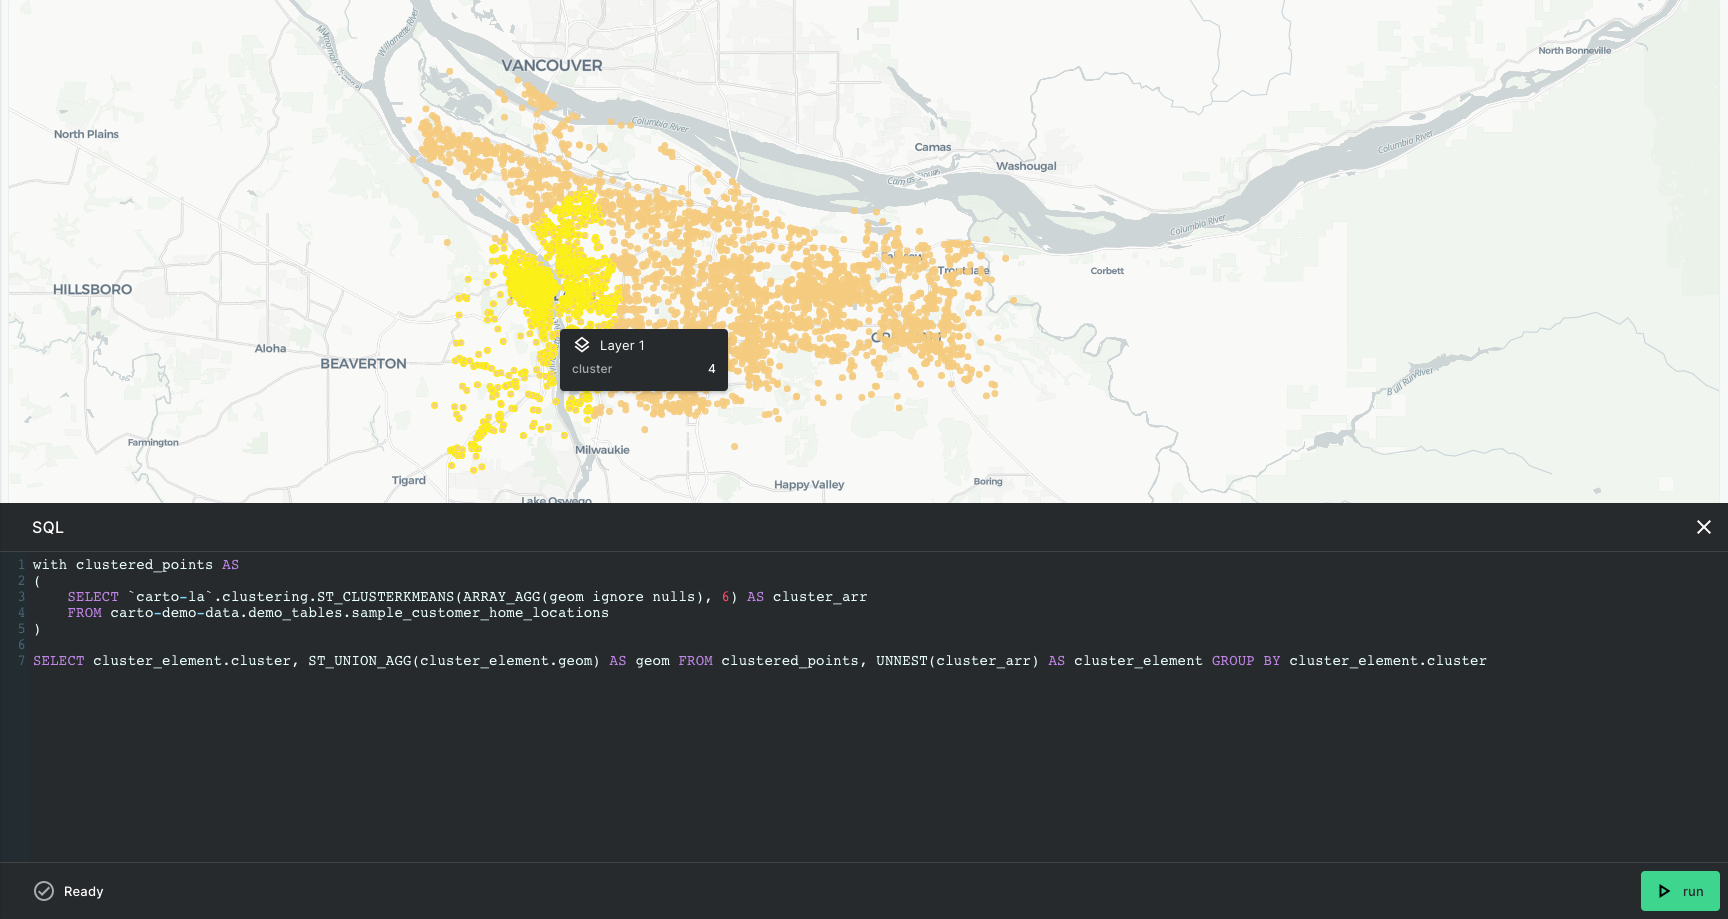 Willamette River
VANCOUVER
North Bonneville
Columbia River
North Plains
Columbia River
Camas
Washougal
Columbia River
Troutdale
Corbett
HILLSBORO
Aloha
BEAVERTON
Layer 1
cluster 4
Bull Run River
Farmington
Milwaukie
Tigard
Happy Valley
Boring
Lake Oswego
SQL
1 with clustered_points AS
2 (
3 SELECT `carto-la`.clustering.ST_CLUSTERKMEANS(ARRAY_AGG(geom ignore nulls), 6) AS cluster_arr
4 FROM carto-demo-data.demo_tables.sample_customer_home_locations
5 )
6
7 SELECT cluster_element.cluster, ST_UNION_AGG(cluster_element.geom) AS geom FROM clustered_points, UNNEST(cluster_arr) AS cluster_element GROUP BY cluster_element.cluster
Ready
run